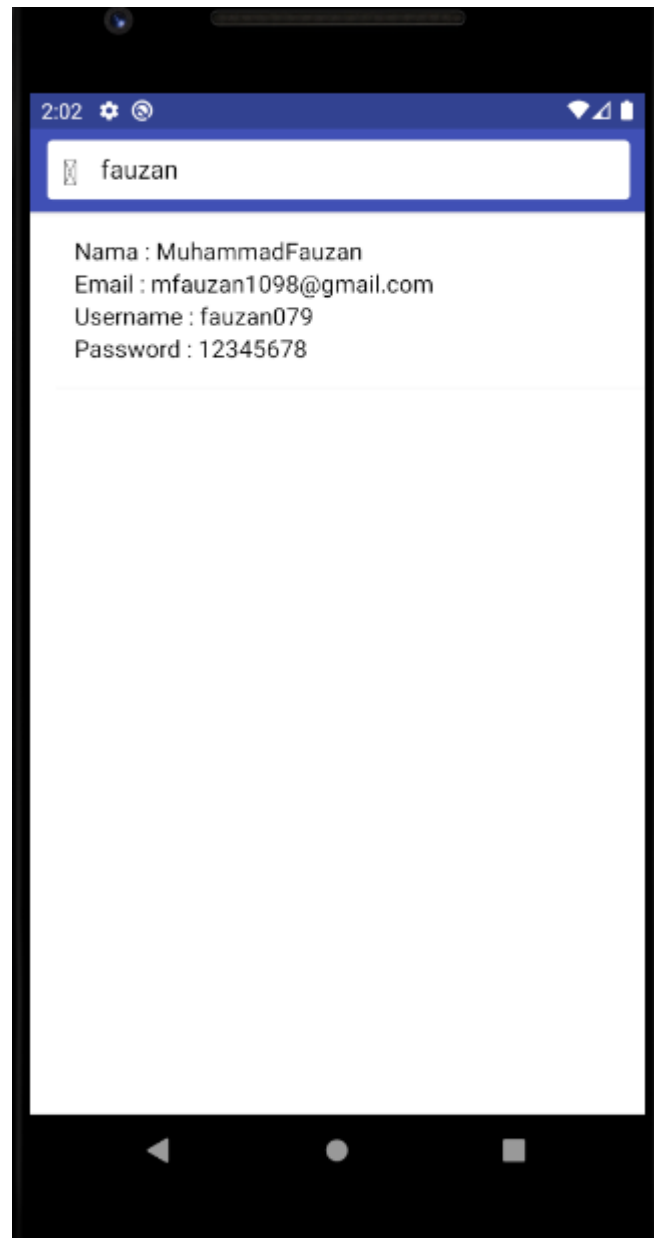 2:02
fauzan
Nama : MuhammadFauzan
Email : mfauzan1098@gmail.com
Username : fauzan079
Password : 12345678